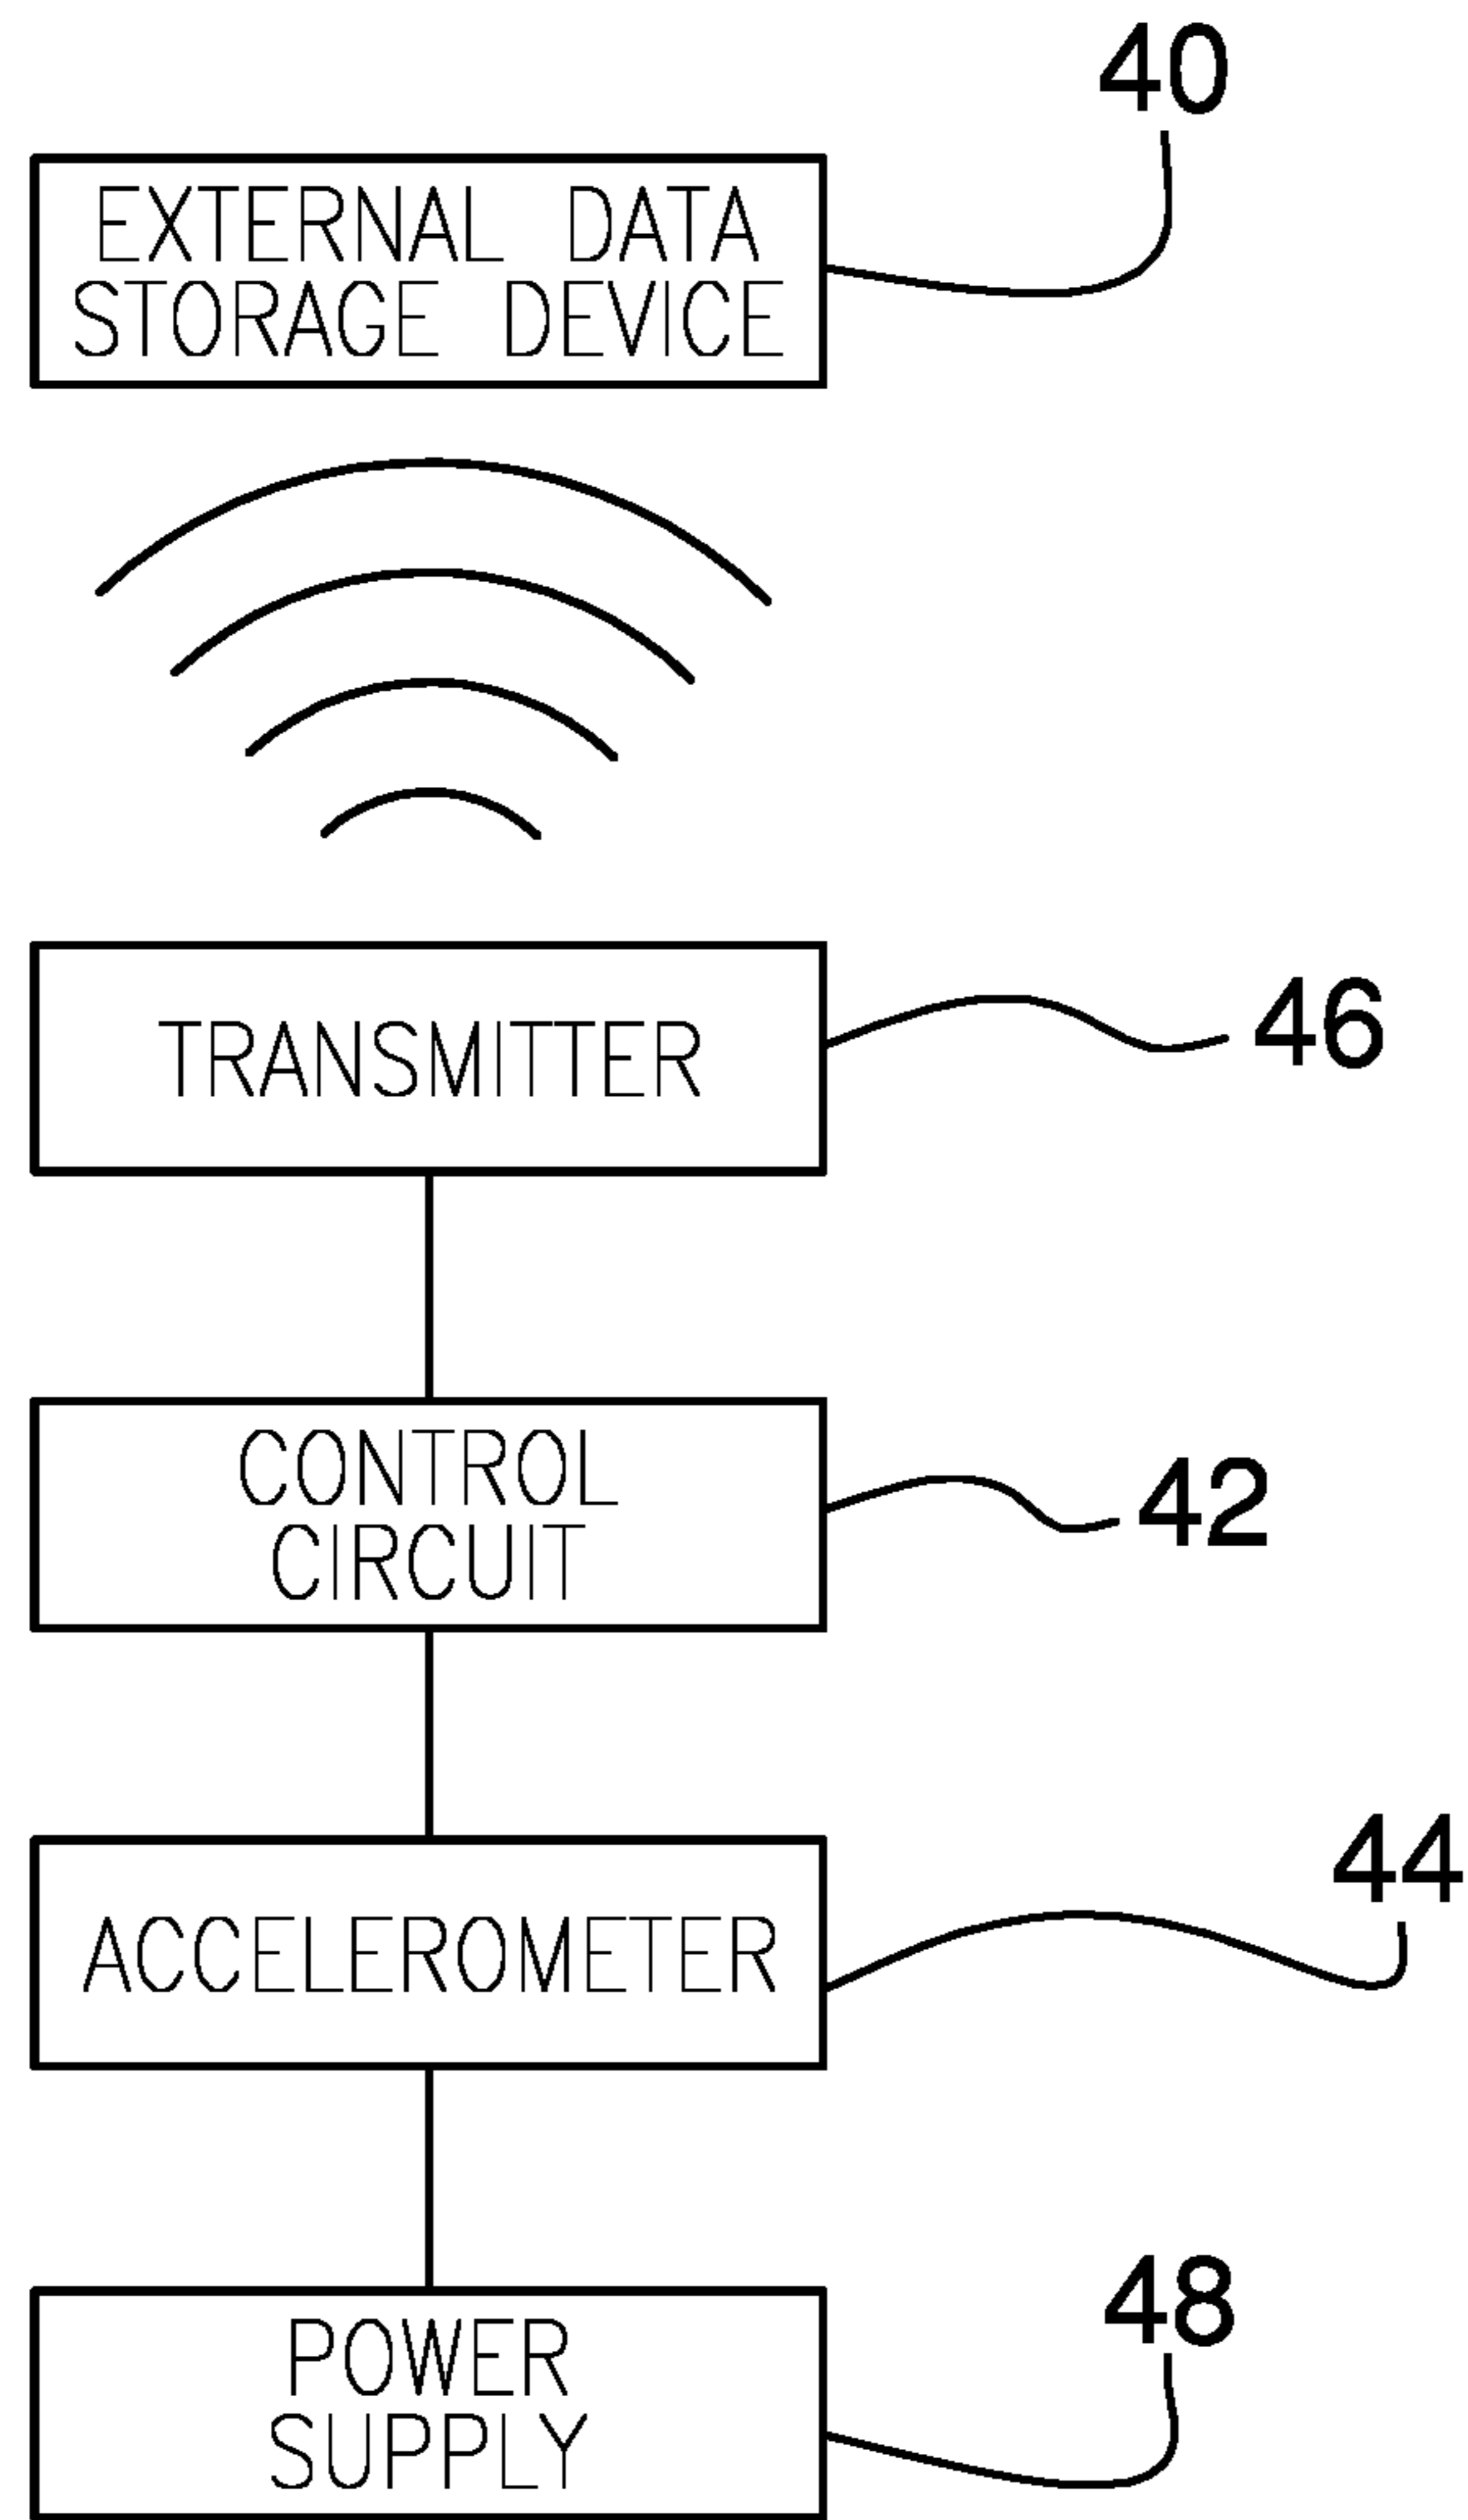 40
EXTERNAL DATA
STORAGE DEVICE
TRANSMITTER
46
CONTROL
CIRCUIT
42
44
ACCELEROMETER
48
POWER
SUPPLY